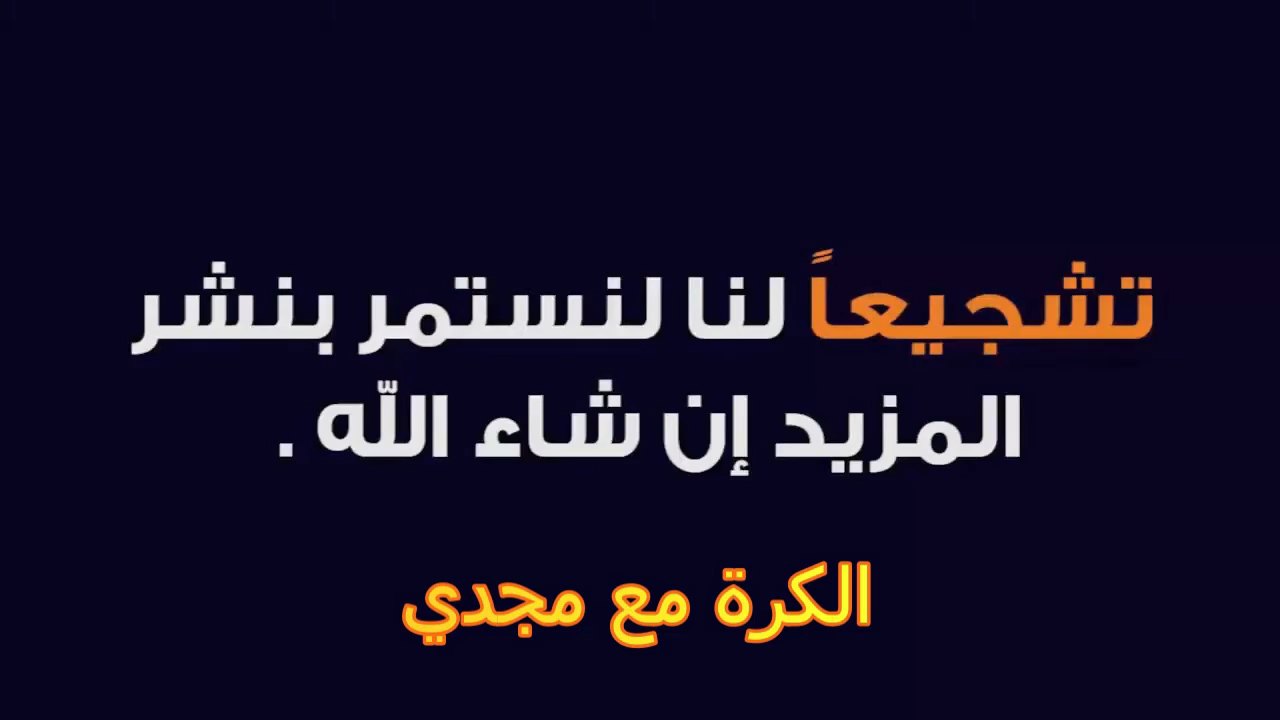 تشجيعاً لنا لنستمر بنشر
المزيد إن شاء الله .
الكرة مع مجدي